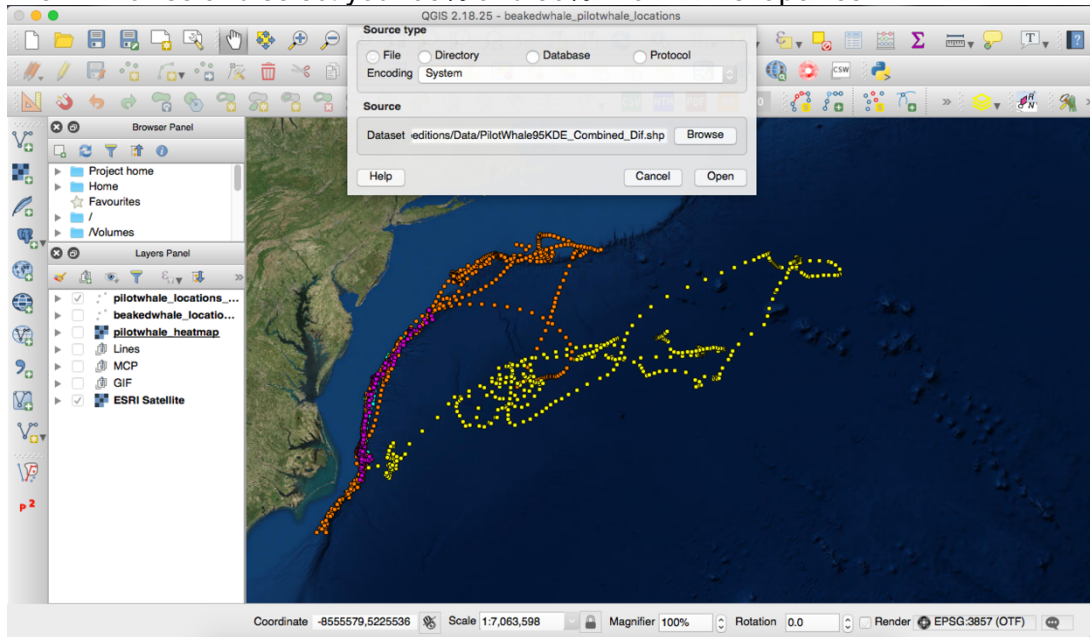 QGIS 2.18.25 - beakedwhale_pilotwhale_locations
Source type
File Directory Database Protocol
Encoding System
Source
Dataset editions/Data/PilotWhale95KDE_Combined_Dif.shp Browse
Help Cancel Open
CSW
Browser Panel
Project home
Home
Favourites
/
/Volumes
Layers Panel
pilotwhale_locations_...
beakedwhale_locatio...
pilotwhale_heatmap
Lines
MCP
GIF
ESRI Satellite
p2
Coordinate -8555579,5225536 Scale 1:7,063,598 Magnifier 100% Rotation 0.0 Render EPSG:3857 (OTF)